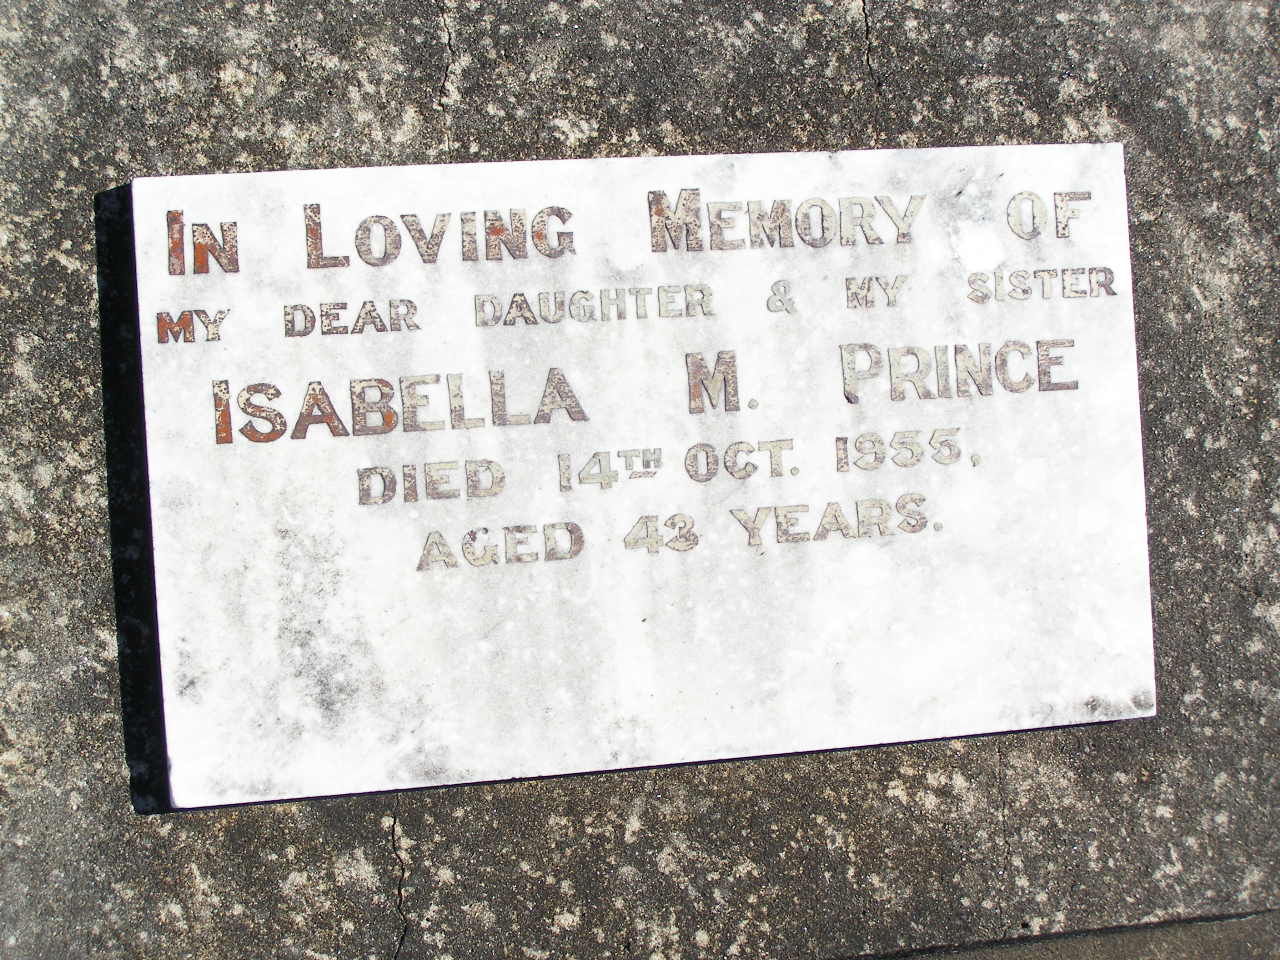 IN LOVING MEMORY OF
MY DEAR DAUGHTER & MY SISTER
ISABELLA M. PRINCE
DIED 14TH OCT. 1955,
AGED 43 YEARS.